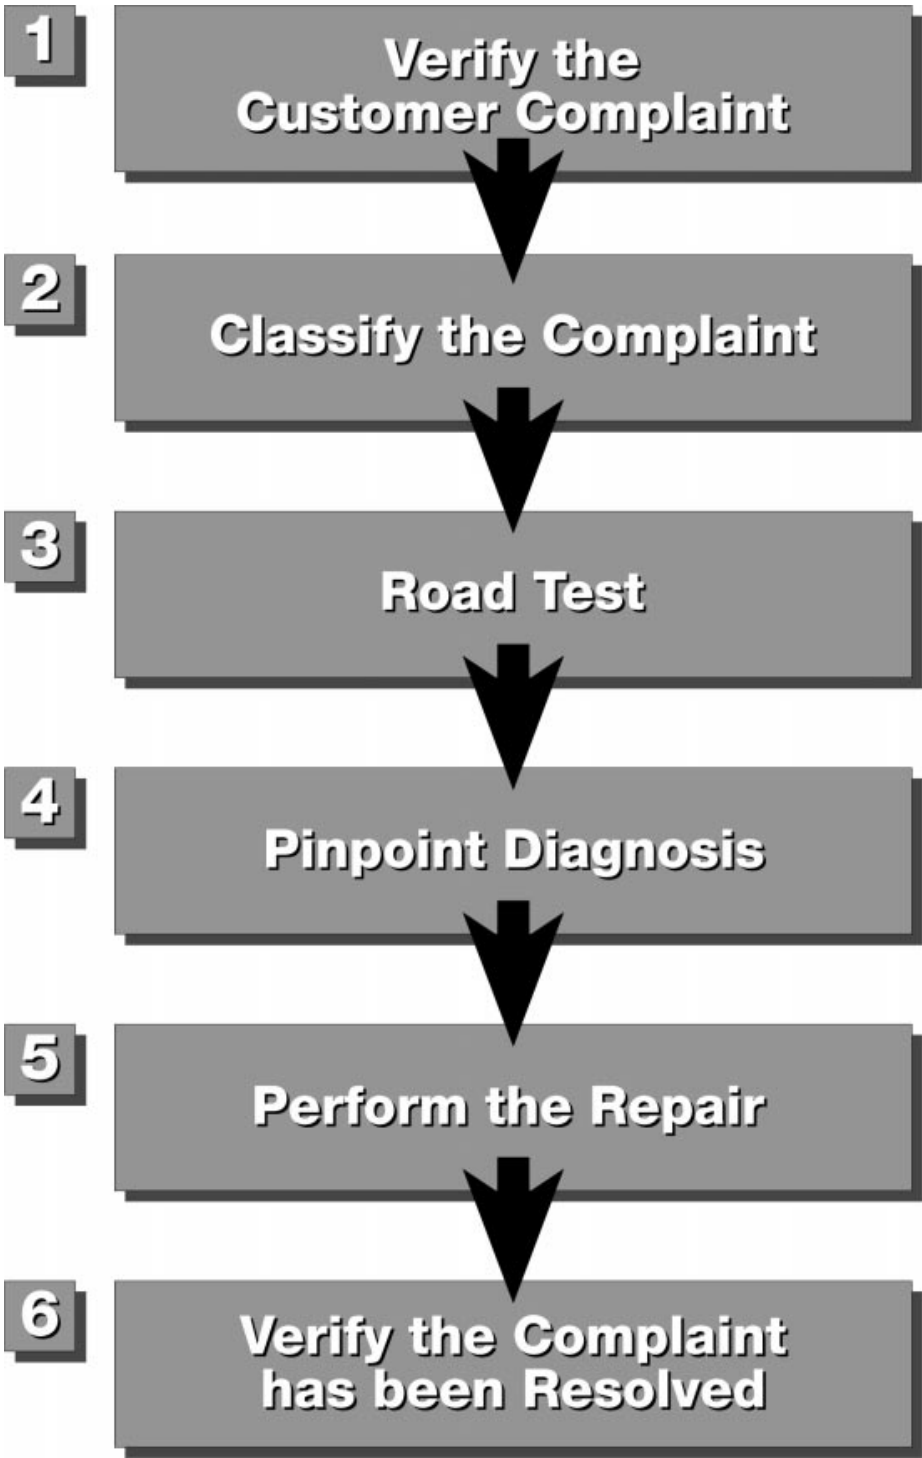 1
Verify the
Customer Complaint
2
Classify the Complaint
3
Road Test
4
Pinpoint Diagnosis
5
Perform the Repair
6
Verify the Complaint
has been Resolved